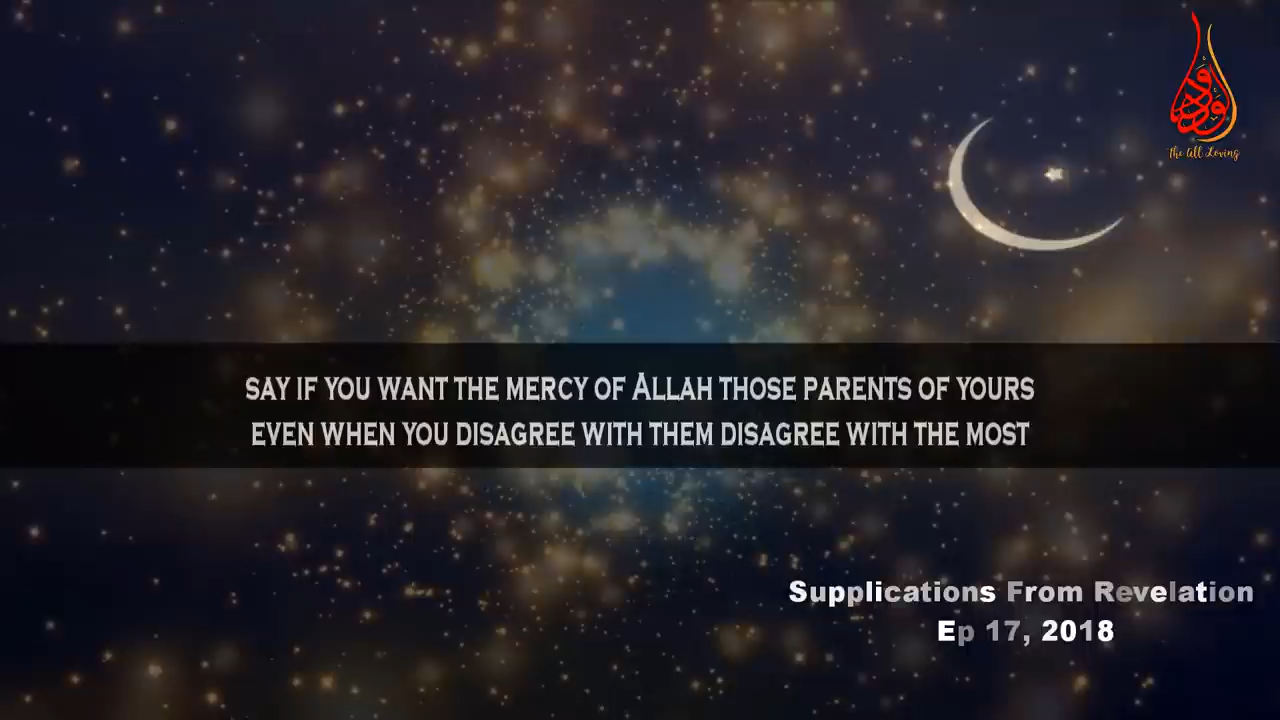 الودود
The All Loving
SAY IF YOU WANT THE MERCY OF ALLAH THOSE PARENTS OF YOURS
EVEN WHEN YOU DISAGREE WITH THEM DISAGREE WITH THE MOST
Supplications From Revelation
Ep 17, 2018